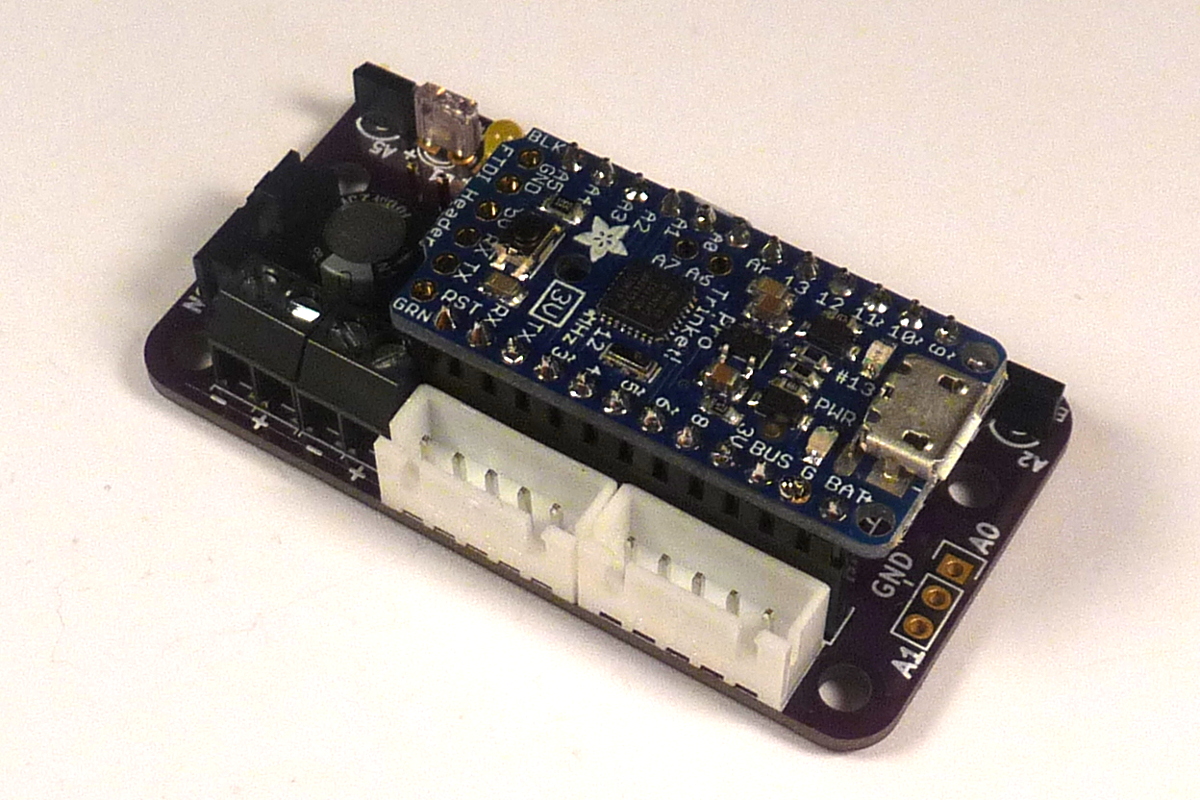 A5
BLK
GND
5V
RX
TX
GRN
FTDI Header
A5
A4
A3
A2
A1
A0
Ar
13
12
11
10
9
A7 A6
Trinket!
Pro
3V
12
MHz
RST
RX
TX
3
4
5
6
8
3V
BUS
G
BAT+
#13
PWR
-
+
-
+
A2
GND
A0
A1